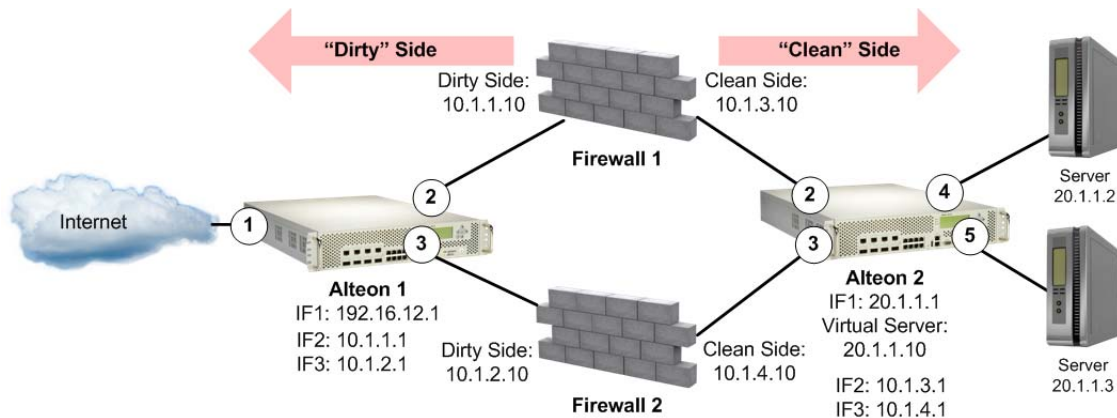 “Dirty” Side
“Clean” Side
Dirty Side:
10.1.1.10
Clean Side:
10.1.3.10
Firewall 1
Internet
1
2
3
2
3
4
5
Server
20.1.1.2
Alteon 1
IF1: 192.16.12.1
IF2: 10.1.1.1
IF3: 10.1.2.1
Alteon 2
IF1: 20.1.1.1
Virtual Server:
20.1.1.10
IF2: 10.1.3.1
IF3: 10.1.4.1
Dirty Side:
10.1.2.10
Clean Side:
10.1.4.10
Firewall 2
Server
20.1.1.3